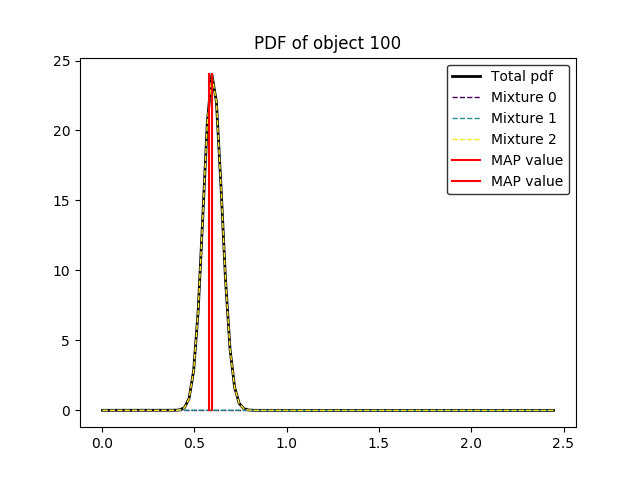 PDF of object 100
25
20
15
10
5
0
Total pdf
Mixture 0
Mixture 1
Mixture 2
MAP value
MAP value
0.0 0.5 1.0 1.5 2.0 2.5